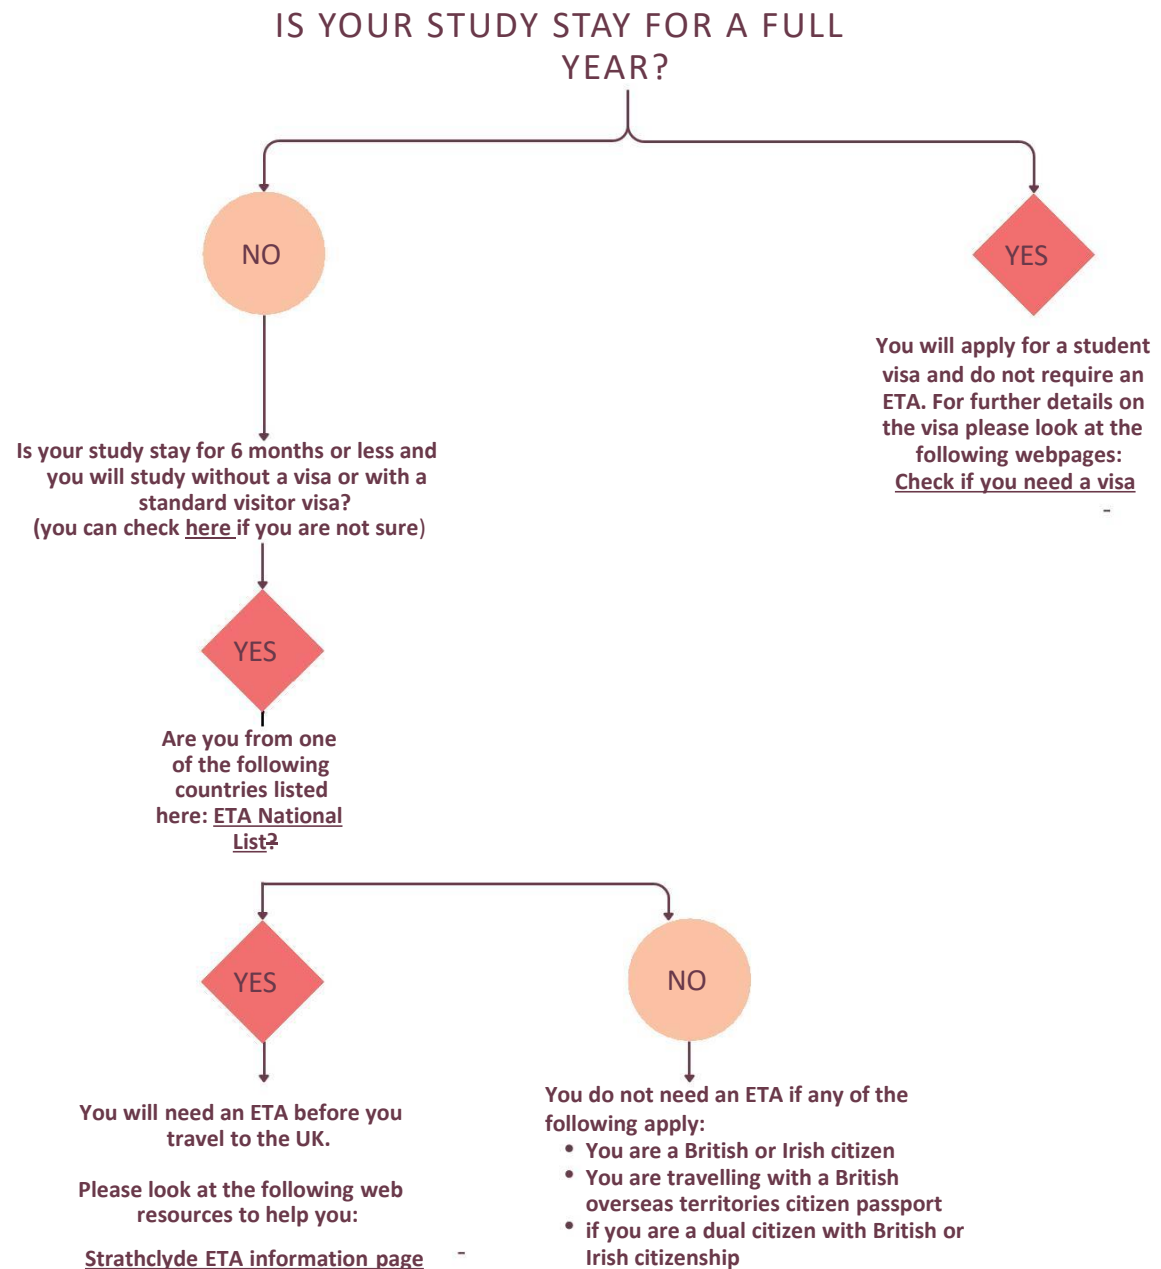 IS YOUR STUDY STAY FOR A FULL
YEAR?
NO
YES
You will apply for a student
visa and do not require an
ETA. For further details on
the visa please look at the
following webpages:
Check if you need a visa
-
Is your study stay for 6 months or less and
you will study without a visa or with a
standard visitor visa?
(you can check here if you are not sure)
YES
Are you from one
of the following
countries listed
here: ETA National
List?
YES
NO
You will need an ETA before you
travel to the UK.
Please look at the following web
resources to help you:
Strathclyde ETA information page -
You do not need an ETA if any of the
following apply:
• You are a British or Irish citizen
• You are travelling with a British
overseas territories citizen passport
• if you are a dual citizen with British or
Irish citizenship